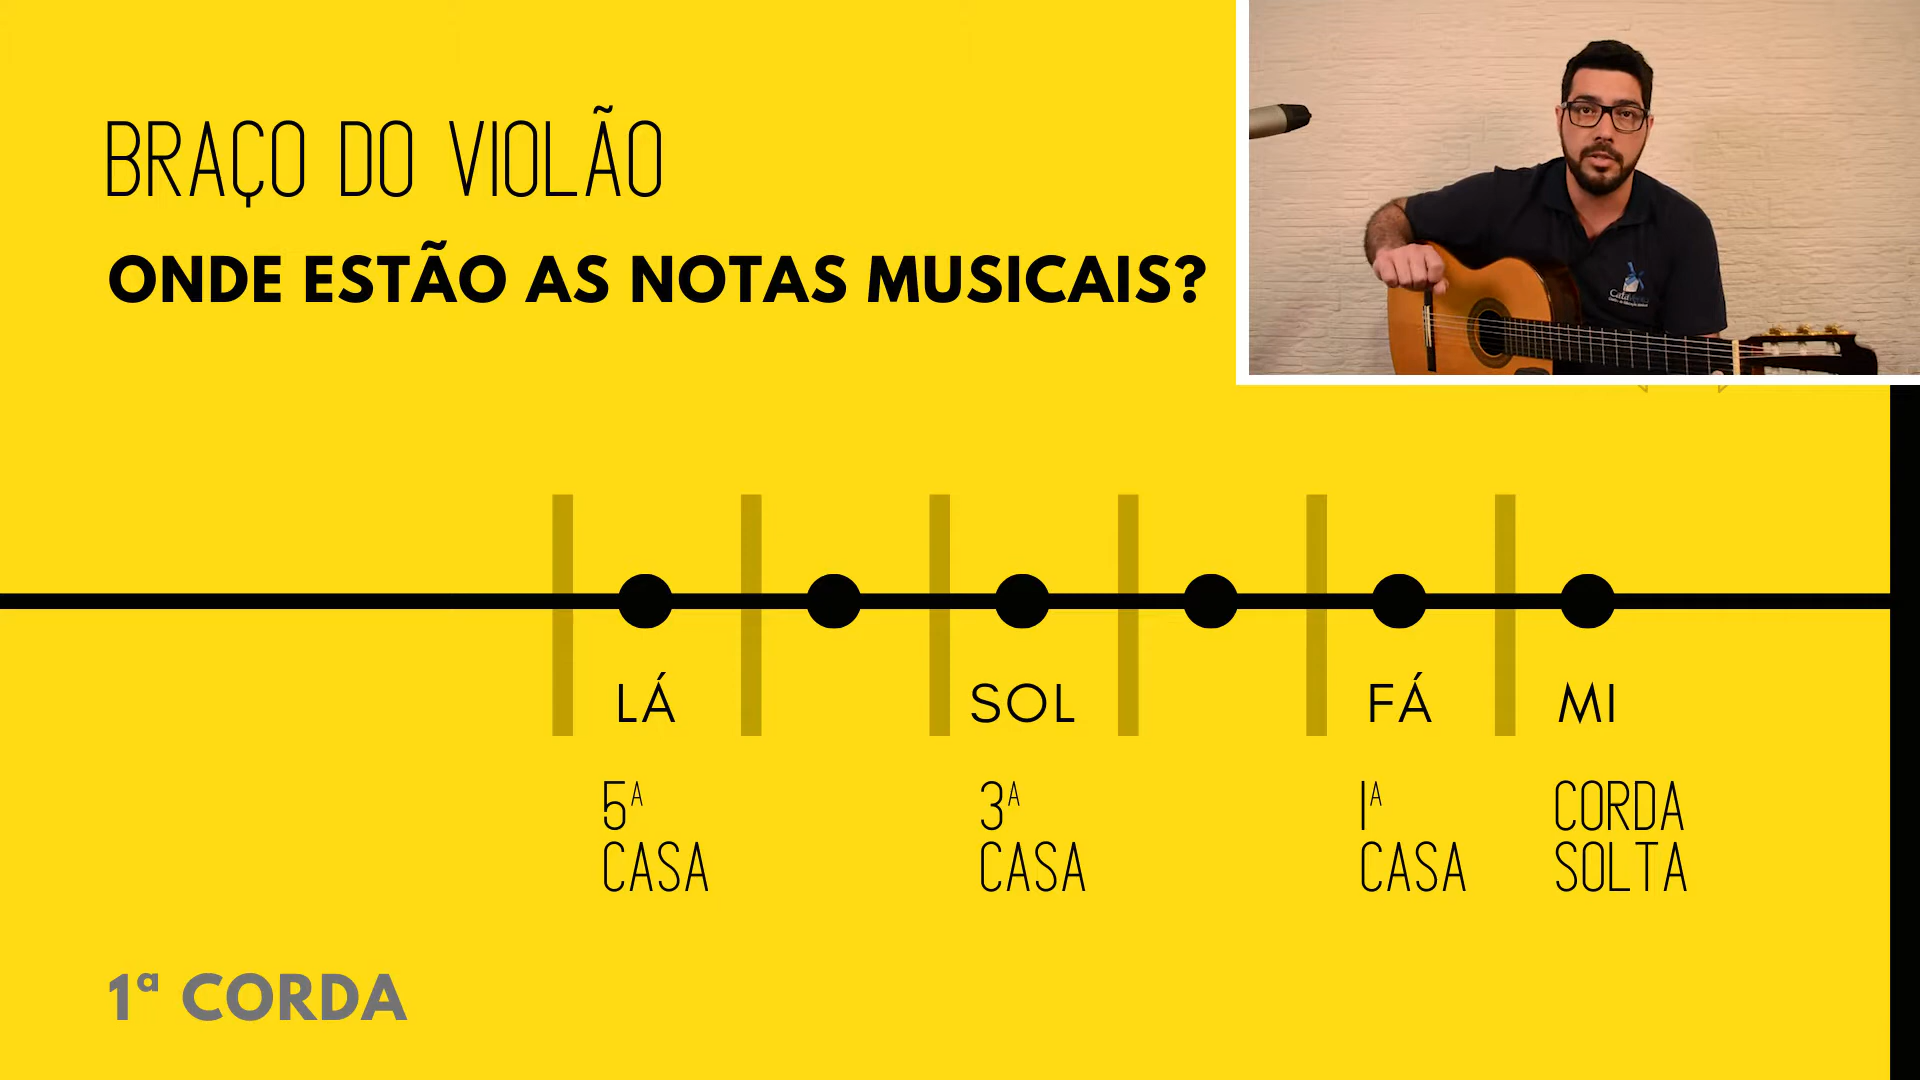 BRAÇO DO VIOLÃO
ONDE ESTÃO AS NOTAS MUSICAIS?
LÁ SOL FÁ MI
5ª CASA
3ª CASA
1ª CASA
CORDA SOLTA
1ª CORDA